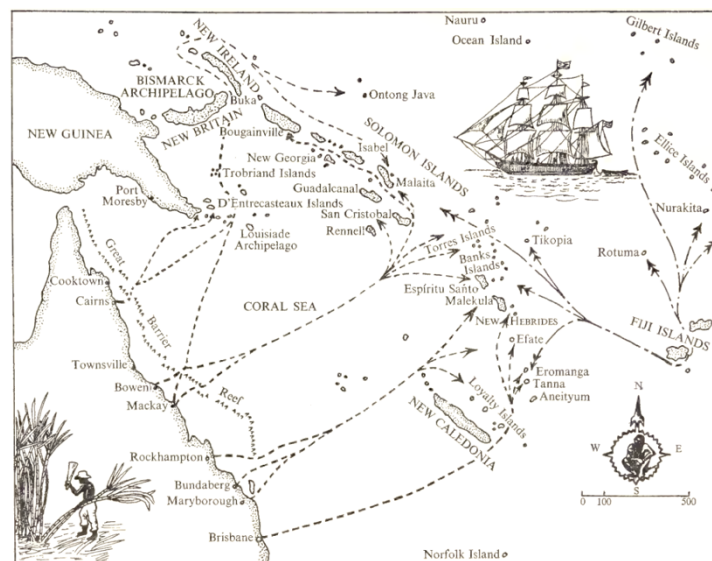 Nauru
Gilbert Islands
Ocean Island
NEW IRELAND
BISMARCK
ARCHIPELAGO
Ontong Java
Buka
NEW BRITAIN
Bougainville
NEW GUINEA
SOLOMON ISLANDS
Isabel
Ellice Islands
New Georgia
Trobriand Islands
Malaita
Guadalcanal
Port
Moresby
D'Entrecasteaux Islands
San Cristobal
Nurakita
Louisiade
Archipelago
Rennell
Torres Islands
Tikopia
Rotuma
Great
Barrier
Reef
Banks
Islands
Cooktown
Cairns
CORAL SEA
Espíritu Santo
Malekula
NEW HEBRIDES
FIJI ISLANDS
Efate
Townsville
Bowen
Mackay
Eromanga
Tanna
Aneityum
Loyalty Islands
NEW CALEDONIA
N
W
E
S
Rockhampton
Bundaberg
Maryborough
0 100 500
Brisbane
Norfolk Island